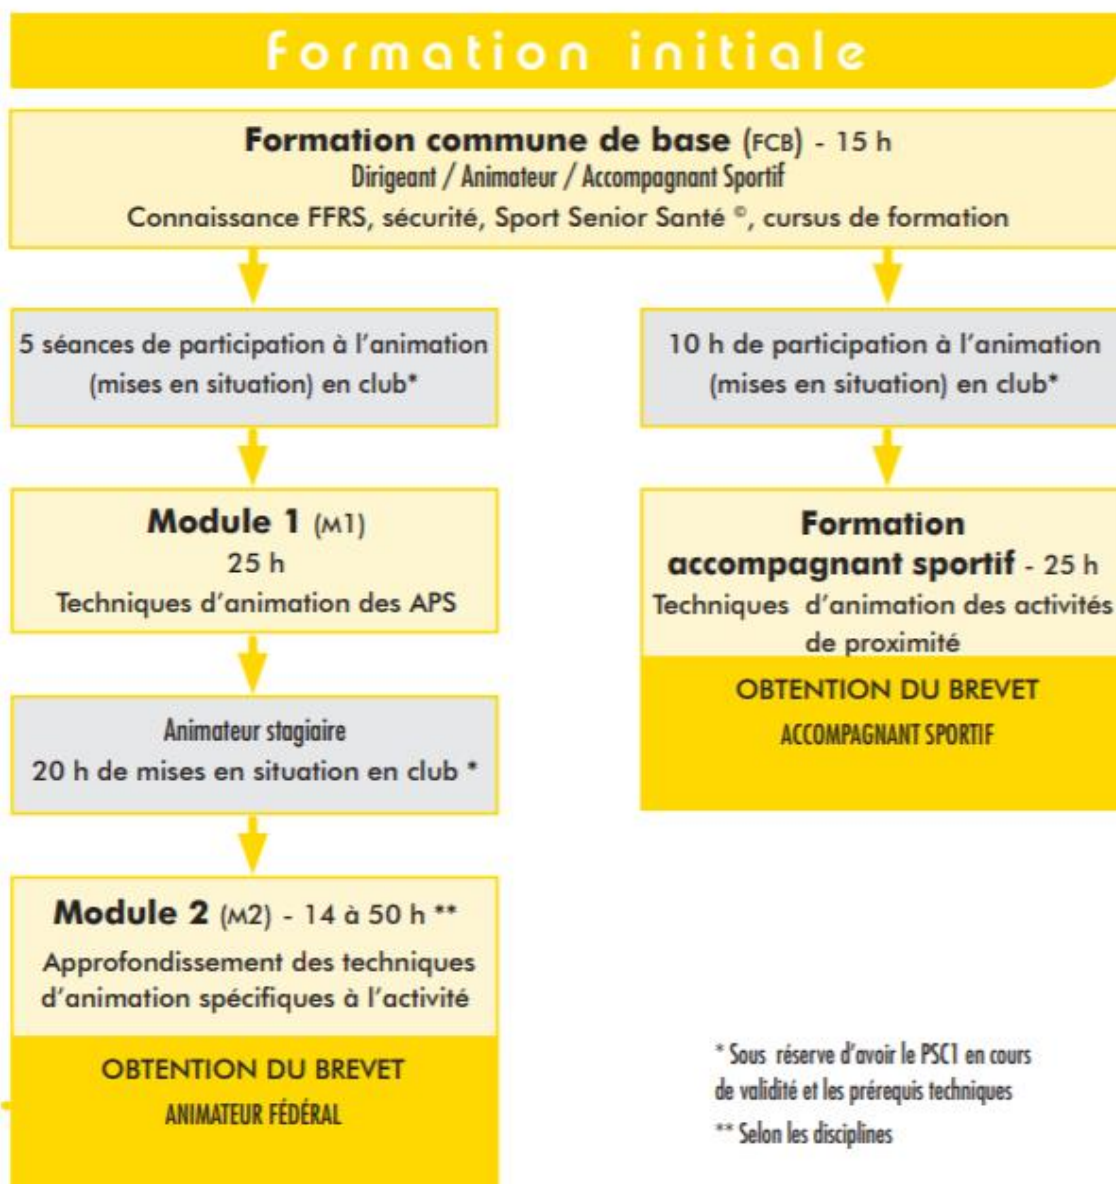 Formation initiale
Formation commune de base (FCB) - 15 h
Dirigeant / Animateur / Accompagnant Sportif
Connaissance FFRS, sécurité, Sport Senior Santé ©, cursus de formation
5 séances de participation à l'animation
(mises en situation) en club*
Module 1 (M1)
25 h
Techniques d'animation des APS
Animateur stagiaire
20 h de mises en situation en club *
Module 2 (M2) - 14 à 50 h **
Approfondissement des techniques
d'animation spécifiques à l'activité
OBTENTION DU BREVET
ANIMATEUR FÉDÉRAL
10 h de participation à l'animation
(mises en situation) en club*
Formation
accompagnant sportif - 25 h
Techniques d'animation des activités
de proximité
OBTENTION DU BREVET
ACCOMPAGNANT SPORTIF
* Sous réserve d'avoir le PSC1 en cours
de validité et les prérequis techniques
** Selon les disciplines